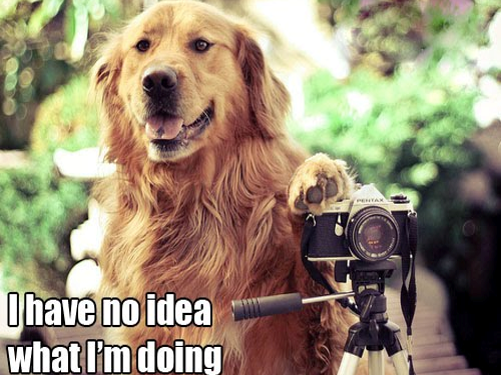 PENTAX
I have no idea
what I'm doing